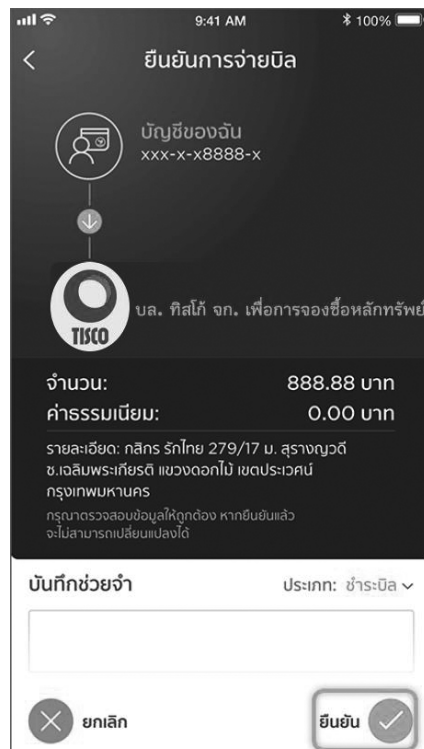 9:41 AM 100%
ยืนยันการจ่ายบิล
บัญชีของฉัน
xxx-x-x8888-x
TISCO
บล. ทิสโก้ จก. เพื่อการจองซื้อหลักทรัพย์
จำนวน: 888.88 บาท
ค่าธรรมเนียม: 0.00 บาท
รายละเอียด: กสิกร รักไทย 279/17 ม. สุรางญวดี
ซ.เฉลิมพระเกียรติ แขวงดอกไม้ เขตประเวศน์
กรุงเทพมหานคร
กรุณาตรวจสอบข้อมูลให้ถูกต้อง หากยืนยันแล้ว
จะไม่สามารถเปลี่ยนแปลงได้
บันทึกช่วยจำ ประเภท: ชำระบิล
ยกเลิก ยืนยัน